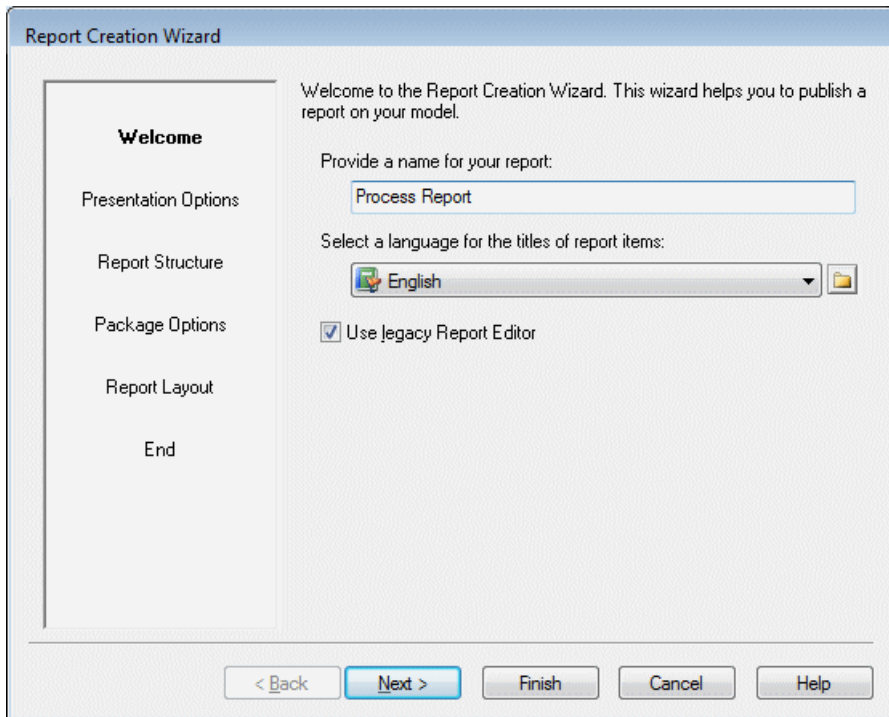 Report Creation Wizard
Welcome
Presentation Options
Report Structure
Package Options
Report Layout
End
Welcome to the Report Creation Wizard. This wizard helps you to publish a
report on your model.
Provide a name for your report:
Process Report
Select a language for the titles of report items:
English
Use legacy Report Editor
< Back
Next >
Finish
Cancel
Help